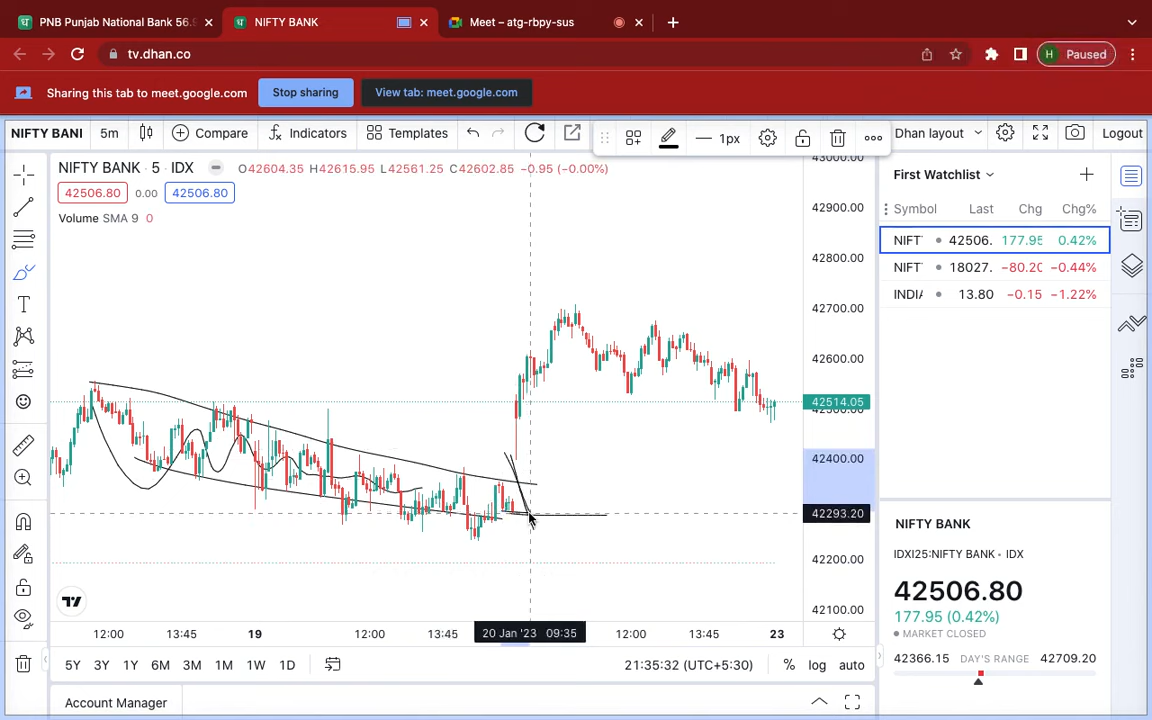 PNB Punjab National Bank 56.9
NIFTY BANK
Meet – atg-rbpy-sus
tv.dhan.co
H Paused
Sharing this tab to meet.google.com
Stop sharing
View tab: meet.google.com
NIFTY BANI 5m Compare Indicators Templates 1px Dhan layout Logout
NIFTY BANK 5 IDX O42604.35 H42615.95 L42561.25 C42602.85 −0.95 (−0.00%)
42506.80 0.00 42506.80
Volume SMA 9 0
43000.00
42900.00
42800.00
42700.00
42600.00
42514.05
42500.00
42400.00
42293.20
42200.00
42100.00
12:00 13:45 19 12:00 13:45 20 Jan '23 09:35 12:00 13:45 23
5Y 3Y 1Y 6M 3M 1M 1W 1D 21:35:32 (UTC+5:30) % log auto
Account Manager
First Watchlist
Symbol Last Chg Chg%
NIFT 42506. 177.95 0.42%
NIFT 18027. −80.20 −0.44%
INDIA 13.80 −0.15 −1.22%
NIFTY BANK
IDXI25:NIFTY BANK • IDX
42506.80
177.95 (0.42%)
MARKET CLOSED
42366.15 DAY'S RANGE 42709.20